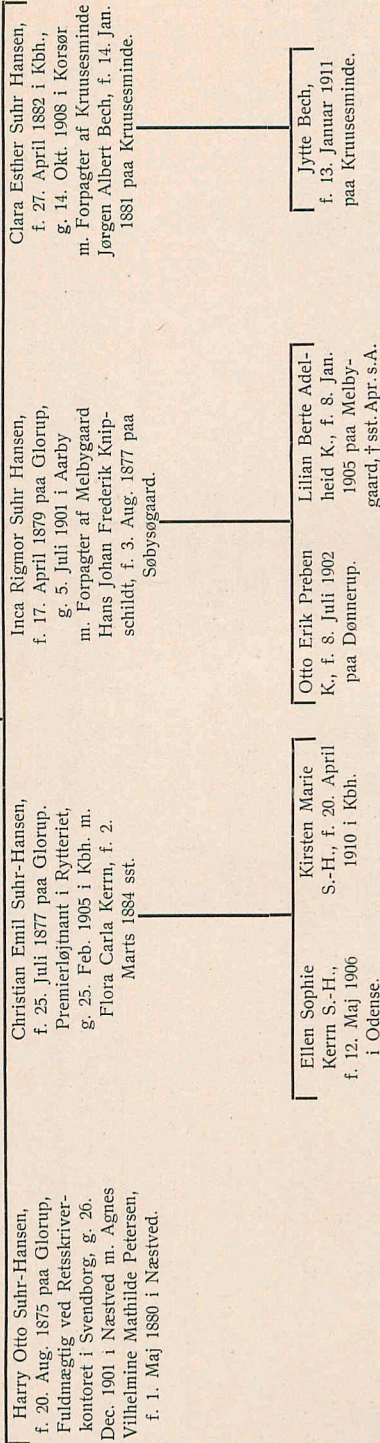 Harry Otto Suhr-Hansen,
f. 20. Aug. 1875 paa Glorup,
Fuldmægtig ved Retsskriver-
kontoret i Svendborg, g. 26.
Dec. 1901 i Næstved m. Agnes
Vilhelmine Mathilde Petersen,
f. 1. Maj 1880 i Næstved.
Christian Emil Suhr-Hansen,
f. 25. Juli 1877 paa Glorup.
Premierløjtnant i Rytteriet,
g. 25. Feb. 1905 i Kbh. m.
Flora Carla Kerrn, f. 2.
Marts 1884 sst.
Inca Rigmor Suhr Hansen,
f. 17. April 1879 paa Glorup,
g. 5. Juli 1901 i Aarby
m. Forpagter af Melbygaard
Hans Johan Frederik Knip-
schildt, f. 3. Aug. 1877 paa
Søbysøgaard.
Clara Esther Suhr Hansen,
f. 27. April 1882 i Kbh.,
g. 14. Okt. 1908 i Korsør
m. Forpagter af Kruusesminde
Jørgen Albert Bech, f. 14. Jan.
1881 paa Kruusesminde.
Ellen Sophie
Kerrn S.-H.,
f. 12. Maj 1906
i Odense.
Kirsten Marie
S.-H., f. 20. April
1910 i Kbh.
Otto Erik Preben
K., f. 8. Juli 1902
paa Dønnerup.
Lilian Berte Adel-
heid K., f. 8. Jan.
1905 paa Melby-
gaard, † sst. Apr. s. A.
Jytte Bech,
f. 13. Januar 1911
paa Kruusesminde.